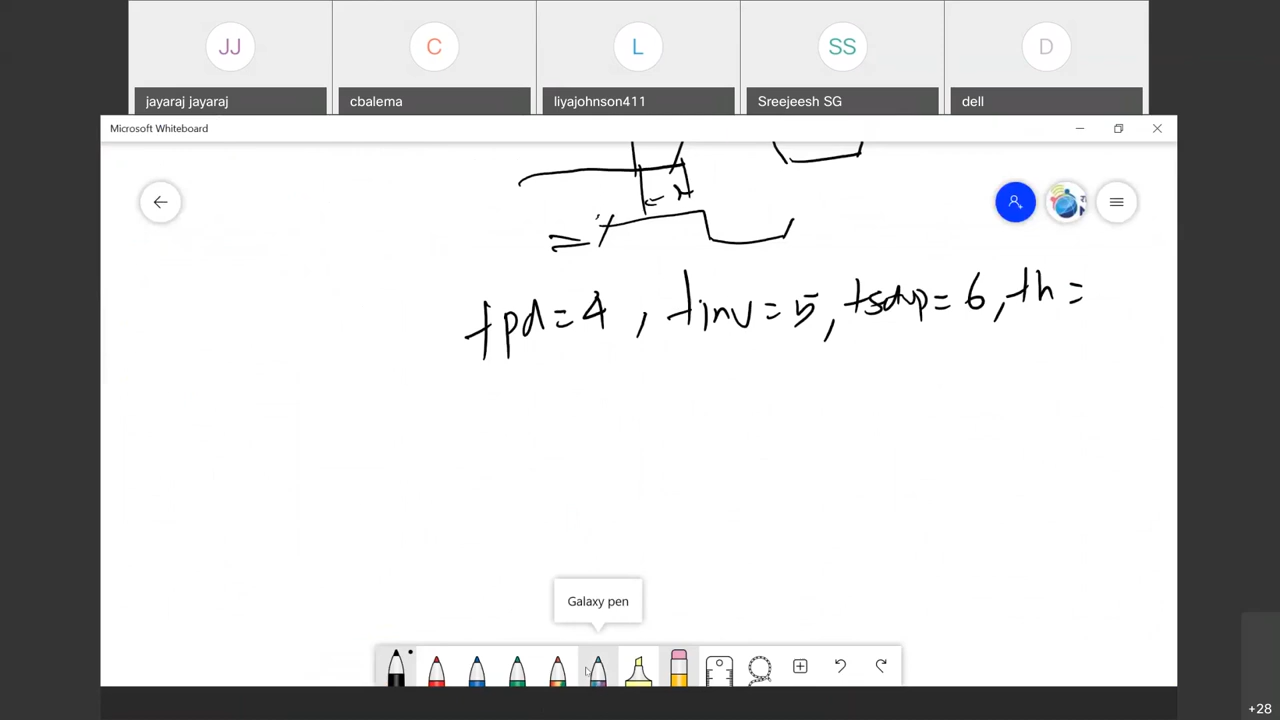 JJ C L SS D
jayaraj jayaraj cbalema liyajohnson411 Sreejeesh SG dell
Microsoft Whiteboard
tpd = 4, tinv = 5, tsetup = 6, th =
Galaxy pen
+28